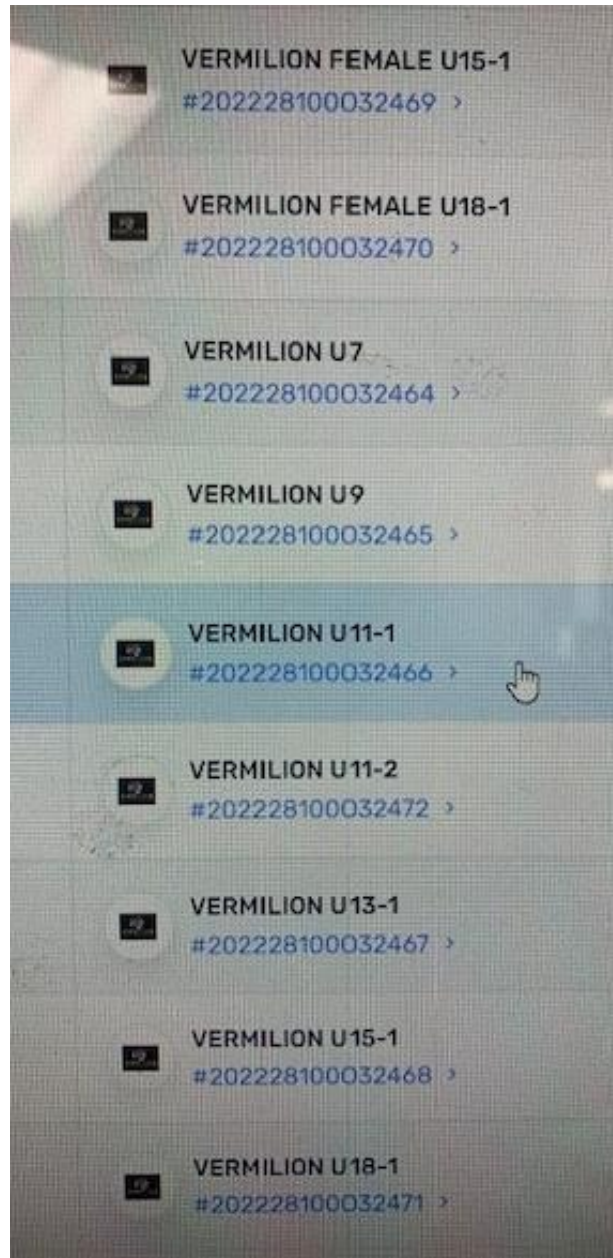 VERMILION FEMALE U15-1
#202228100032469 >
VERMILION FEMALE U18-1
#202228100032470 >
VERMILION U7
#202228100032464 >
VERMILION U9
#202228100032465 >
VERMILION U11-1
#202228100032466 >
VERMILION U11-2
#202228100032472 >
VERMILION U13-1
#202228100032467 >
VERMILION U15-1
#202228100032468 >
VERMILION U18-1
#202228100032471 >